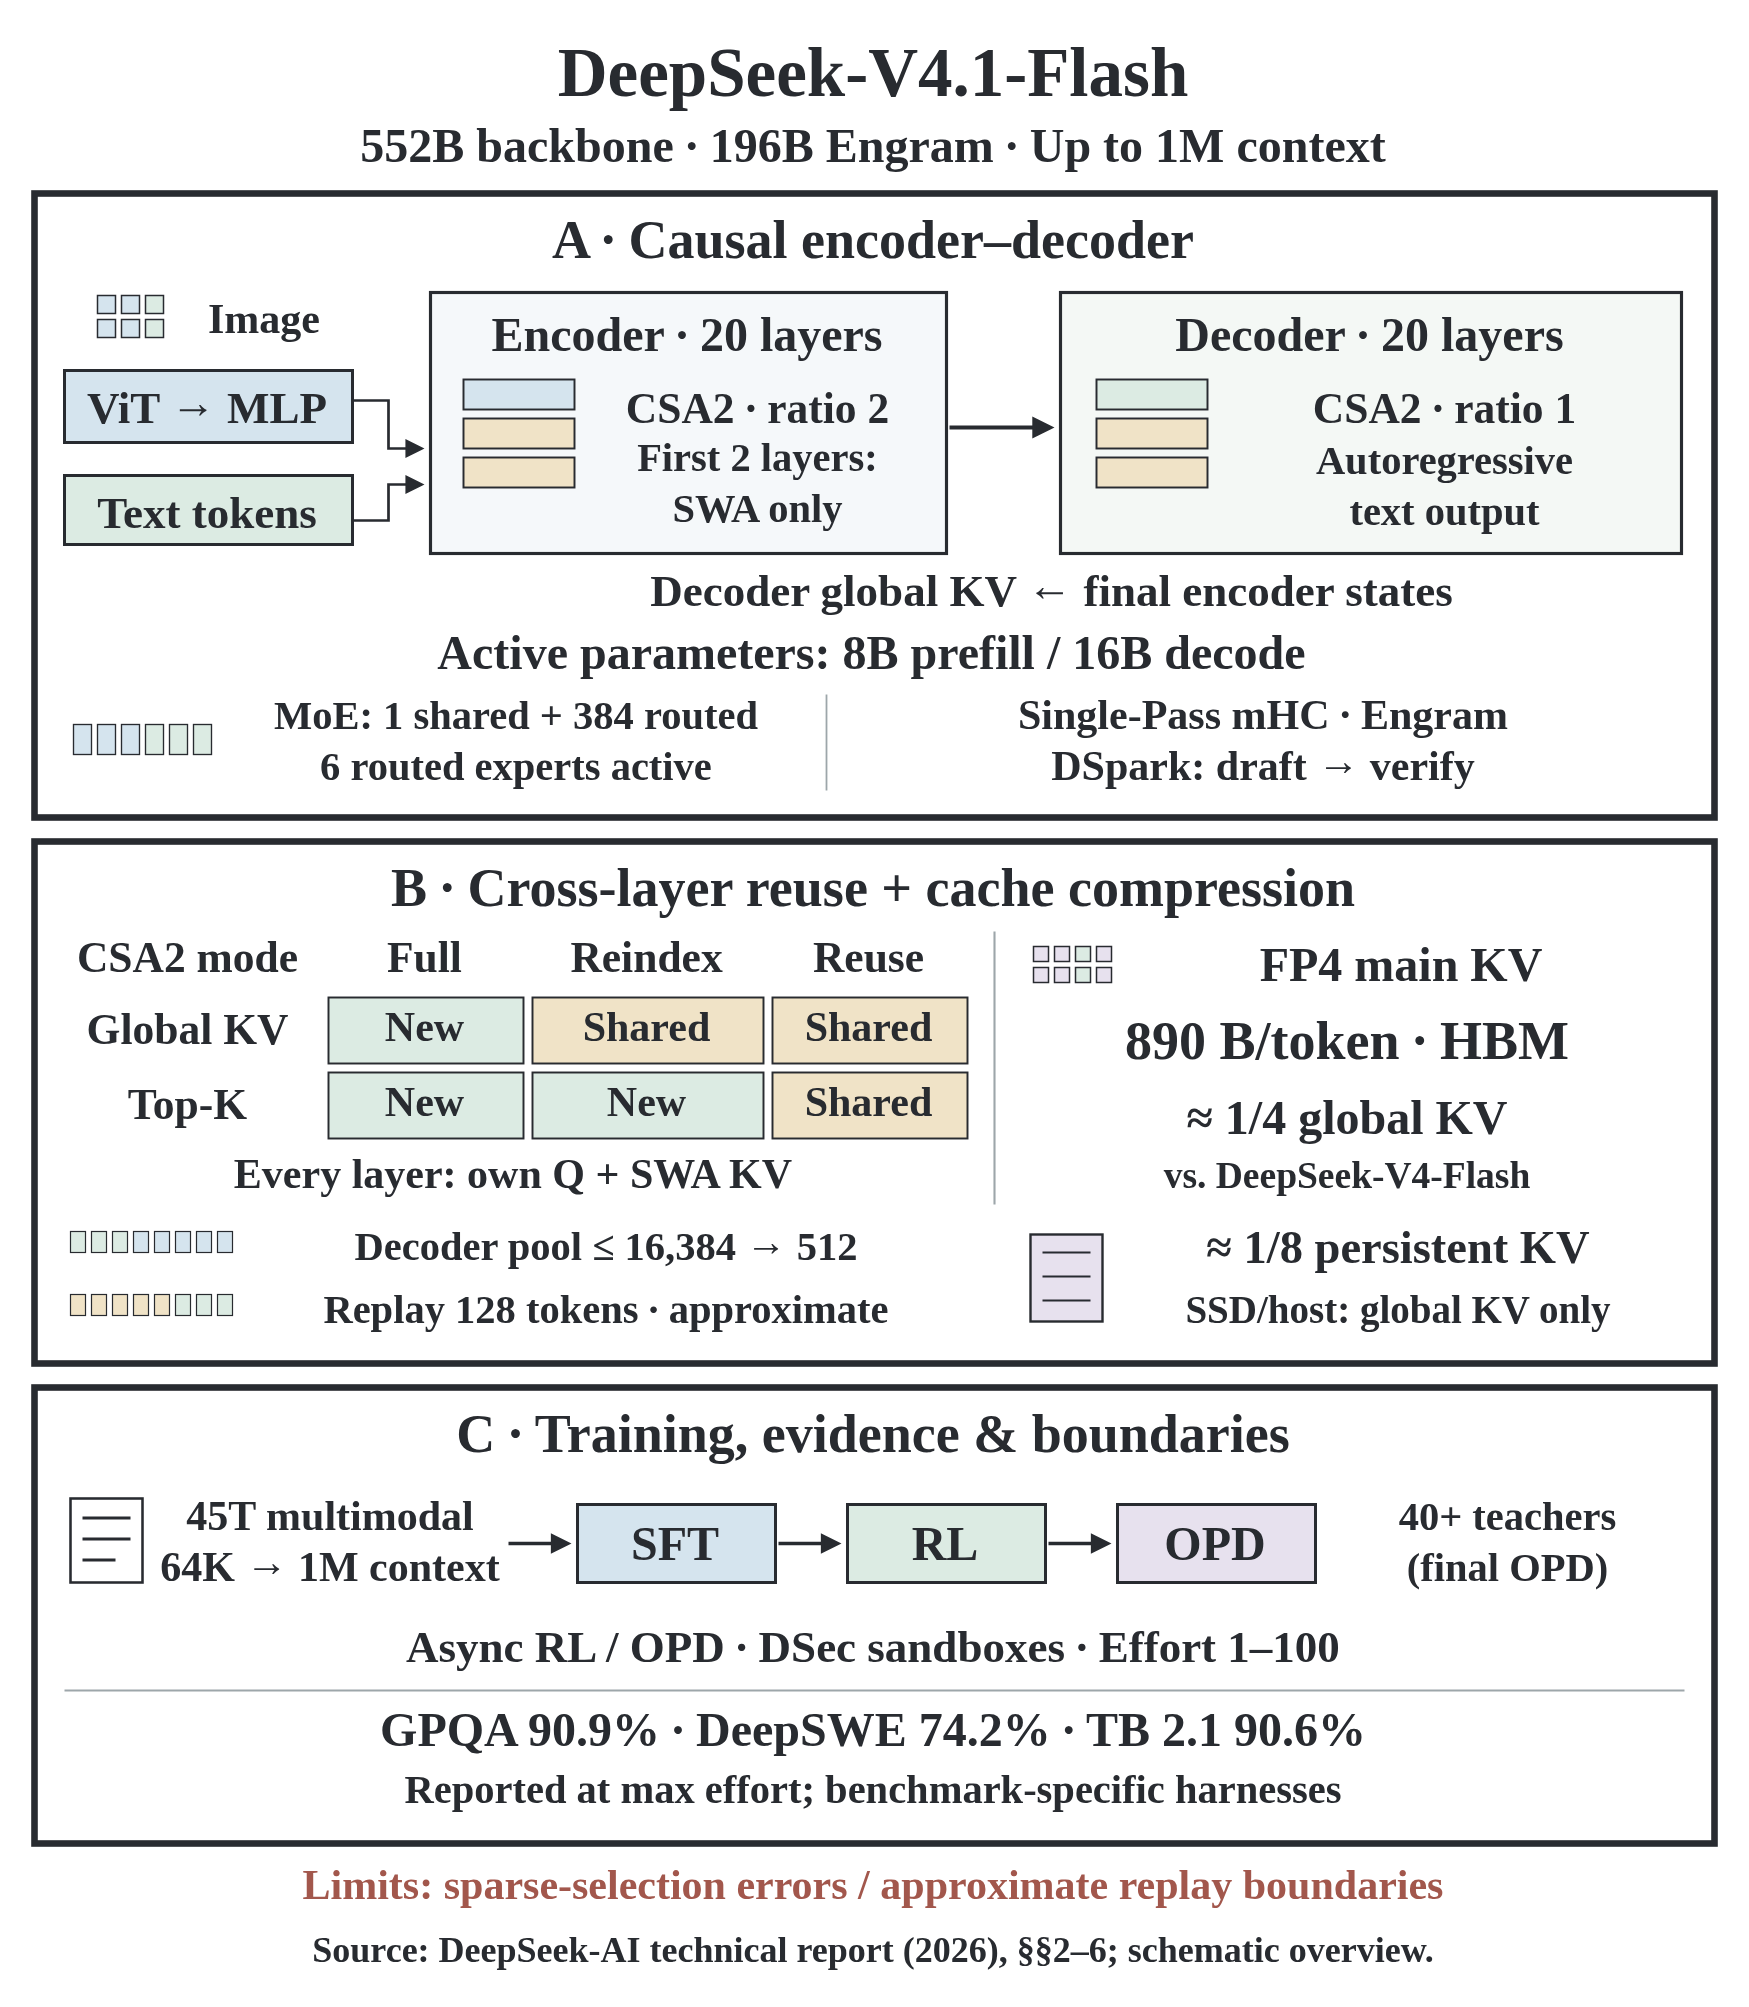 DeepSeek-V4.1-Flash
552B backbone · 196B Engram · Up to 1M context
A · Causal encoder–decoder
Image
ViT → MLP
Text tokens
Encoder · 20 layers
CSA2 · ratio 2
First 2 layers:
SWA only
Decoder · 20 layers
CSA2 · ratio 1
Autoregressive
text output
Decoder global KV ← final encoder states
Active parameters: 8B prefill / 16B decode
MoE: 1 shared + 384 routed
6 routed experts active
Single-Pass mHC · Engram
DSpark: draft → verify
B · Cross-layer reuse + cache compression
CSA2 mode Full Reindex Reuse
Global KV New Shared Shared
Top-K New New Shared
Every layer: own Q + SWA KV
Decoder pool ≤ 16,384 → 512
Replay 128 tokens · approximate
FP4 main KV
890 B/token · HBM
≈ 1/4 global KV
vs. DeepSeek-V4-Flash
≈ 1/8 persistent KV
SSD/host: global KV only
C · Training, evidence & boundaries
45T multimodal
64K → 1M context
SFT
RL
OPD
40+ teachers
(final OPD)
Async RL / OPD · DSec sandboxes · Effort 1–100
GPQA 90.9% · DeepSWE 74.2% · TB 2.1 90.6%
Reported at max effort; benchmark-specific harnesses
Limits: sparse-selection errors / approximate replay boundaries
Source: DeepSeek-AI technical report (2026), §§2–6; schematic overview.